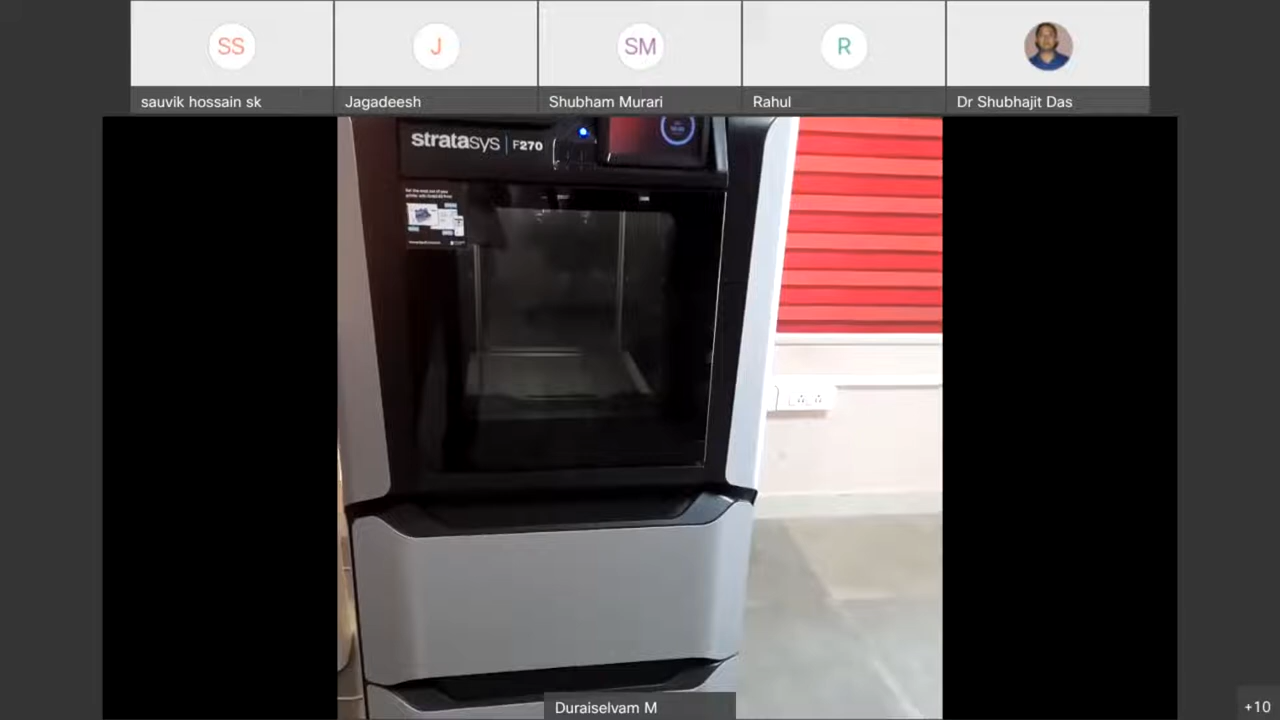 SS
J
SM
R
sauvik hossain sk
Jagadeesh
Shubham Murari
Rahul
Dr Shubhajit Das
stratasys F270
Duraiselvam M
+10